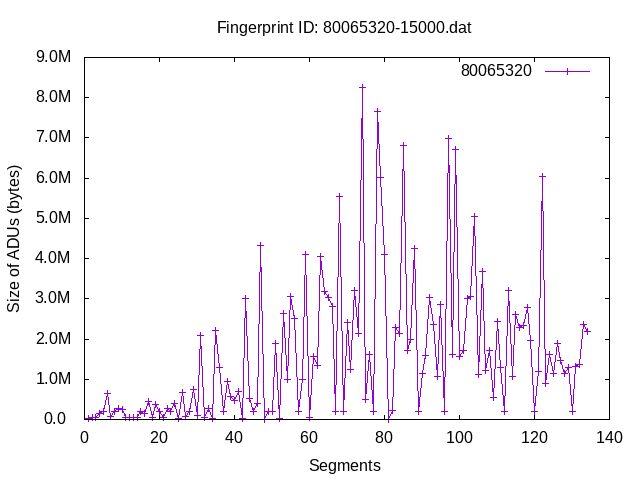 Fingerprint ID: 80065320-15000.dat
80065320
9.0M
8.0M
7.0M
6.0M
5.0M
4.0M
3.0M
2.0M
1.0M
0.0
Size of ADUs (bytes)
0 20 40 60 80 100 120 140
Segments